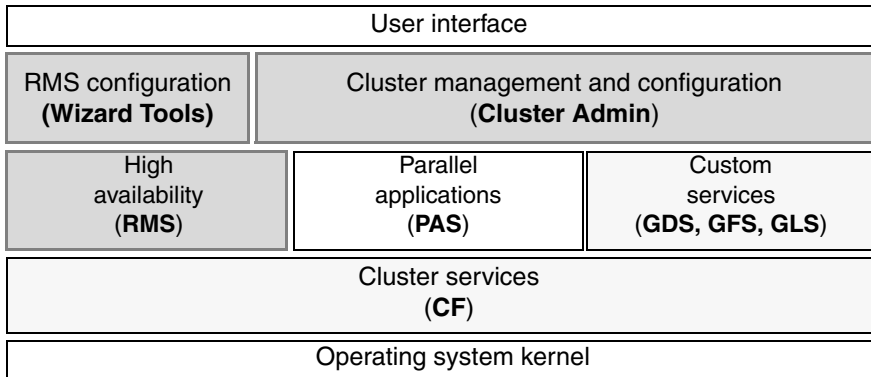 User interface
RMS configuration
(Wizard Tools)
Cluster management and configuration
(Cluster Admin)
High
availability
(RMS)
Parallel
applications
(PAS)
Custom
services
(GDS, GFS, GLS)
Cluster services
(CF)
Operating system kernel